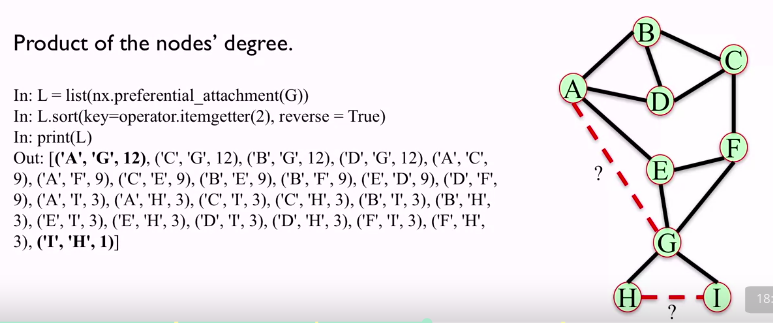 Product of the nodes' degree.
In: L = list(nx.preferential_attachment(G))
In: L.sort(key=operator.itemgetter(2), reverse = True)
In: print(L)
Out: [('A', 'G', 12), ('C', 'G', 12), ('B', 'G', 12), ('D', 'G', 12), ('A', 'C',
9), ('A', 'F', 9), ('C', 'E', 9), ('B', 'E', 9), ('B', 'F', 9), ('E', 'D', 9), ('D', 'F',
9), ('A', 'I', 3), ('A', 'H', 3), ('C', 'I', 3), ('C', 'H', 3), ('B', 'I', 3), ('B', 'H',
3), ('E', 'I', 3), ('E', 'H', 3), ('D', 'I', 3), ('D', 'H', 3), ('F', 'I', 3), ('F', 'H',
3), ('I', 'H', 1)]
B
C
A
D
F
E
?
G
H
I
?
18: